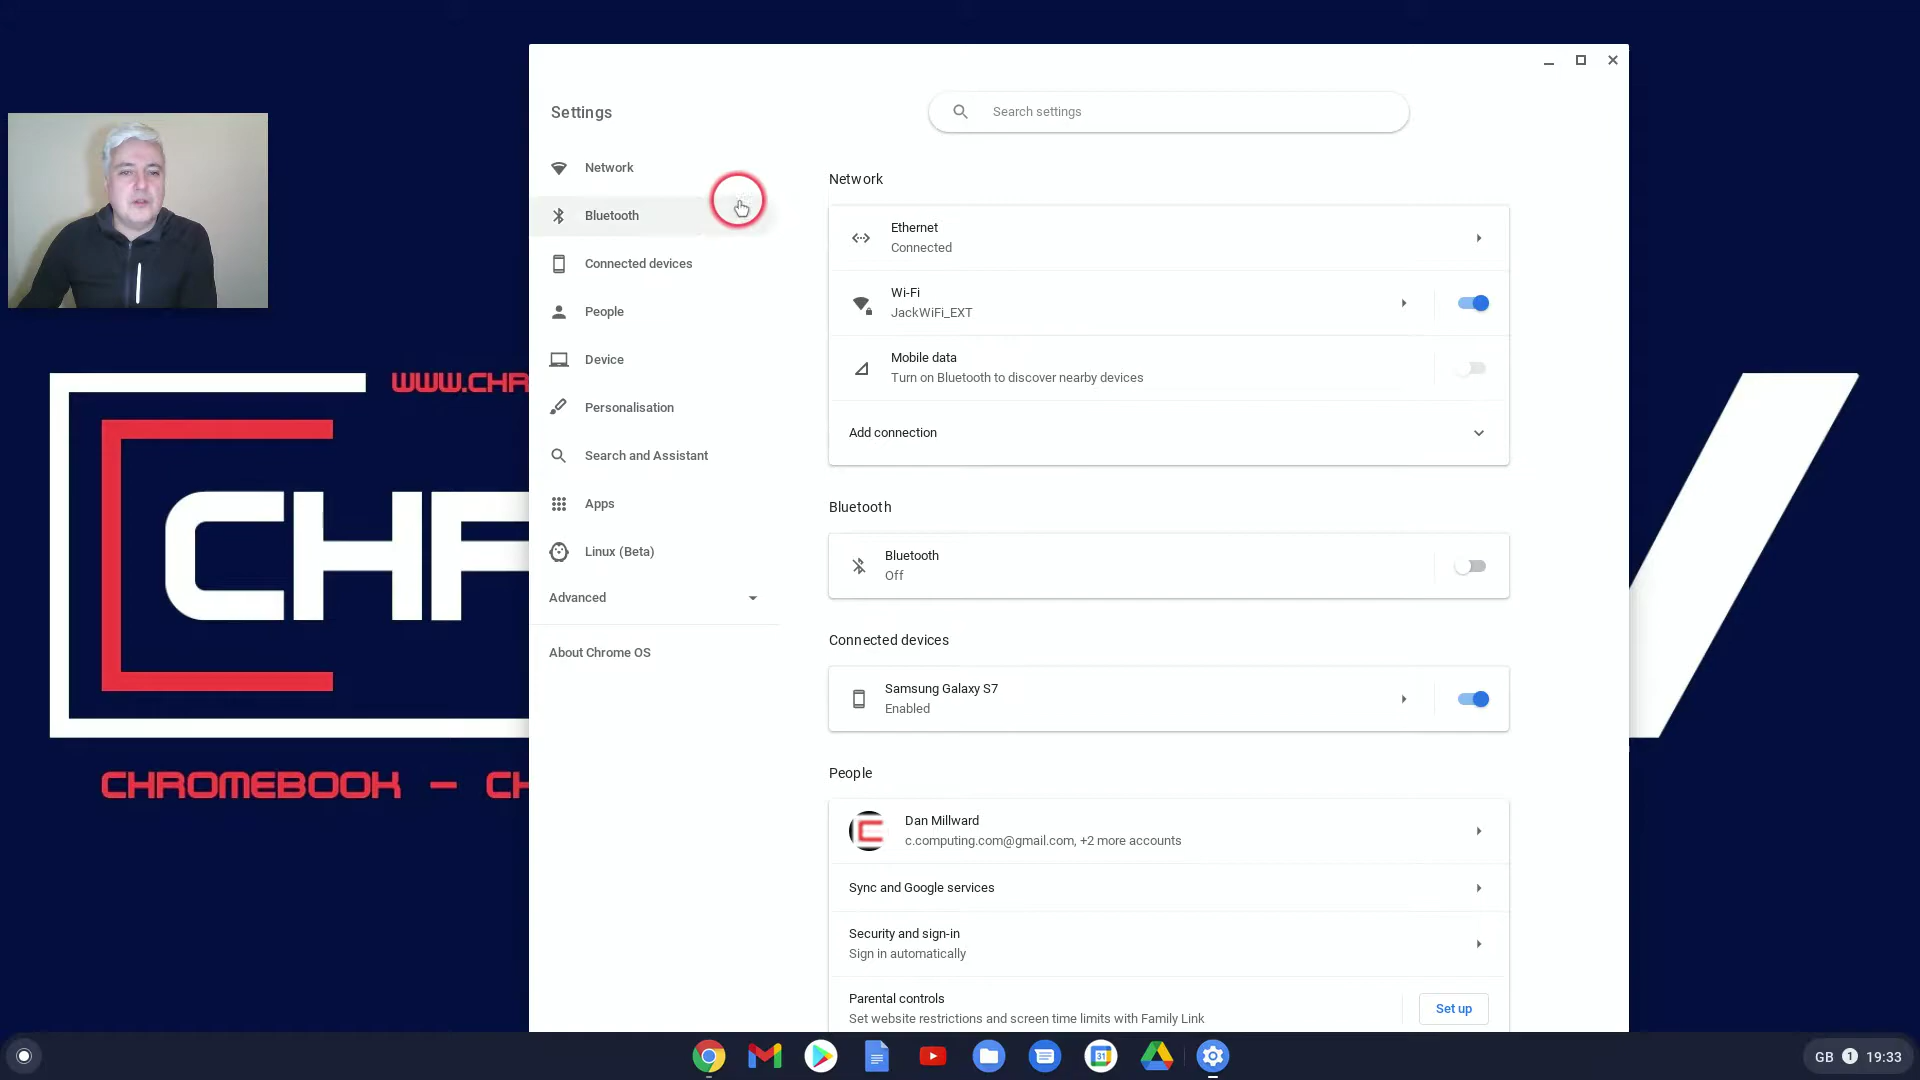 Settings
Search settings
Network
Bluetooth
Connected devices
People
Device
Personalisation
Search and Assistant
Apps
Linux (Beta)
Advanced
About Chrome OS
Network
Ethernet
Connected
Wi-Fi
JackWiFi_EXT
Mobile data
Turn on Bluetooth to discover nearby devices
Add connection
Bluetooth
Bluetooth
Off
Connected devices
Samsung Galaxy S7
Enabled
People
Dan Millward
c.computing.com@gmail.com, +2 more accounts
Sync and Google services
Security and sign-in
Sign in automatically
Parental controls
Set website restrictions and screen time limits with Family Link
Set up
WWW.CHR
CHR
CHROMEBOOK – CH
31
GB 1 19:33